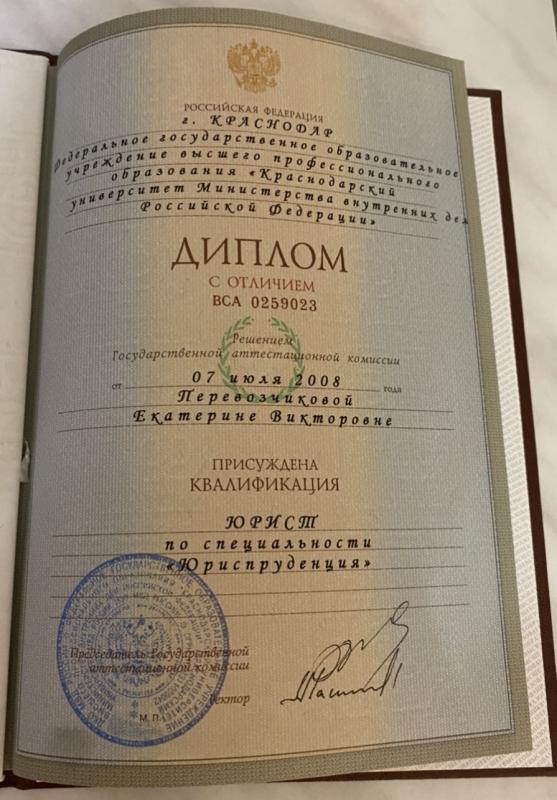 РОССИЙСКАЯ ФЕДЕРАЦИЯ
г. КРАСНОДАР
Федеральное государственное образовательное
учреждение высшего профессионального
образования «Краснодарский
университет Министерства внутренних дел
Российской Федерации»
ДИПЛОМ
С ОТЛИЧИЕМ
ВСА 0259023
Решением
Государственной аттестационной комиссии
от 07 июля 2008 года
Перевозчиковой
Екатерине Викторовне
ПРИСУЖДЕНА
КВАЛИФИКАЦИЯ
ЮРИСТ
по специальности
«Юриспруденция»
Председатель Государственной
аттестационной комиссии
Ректор
М.П.